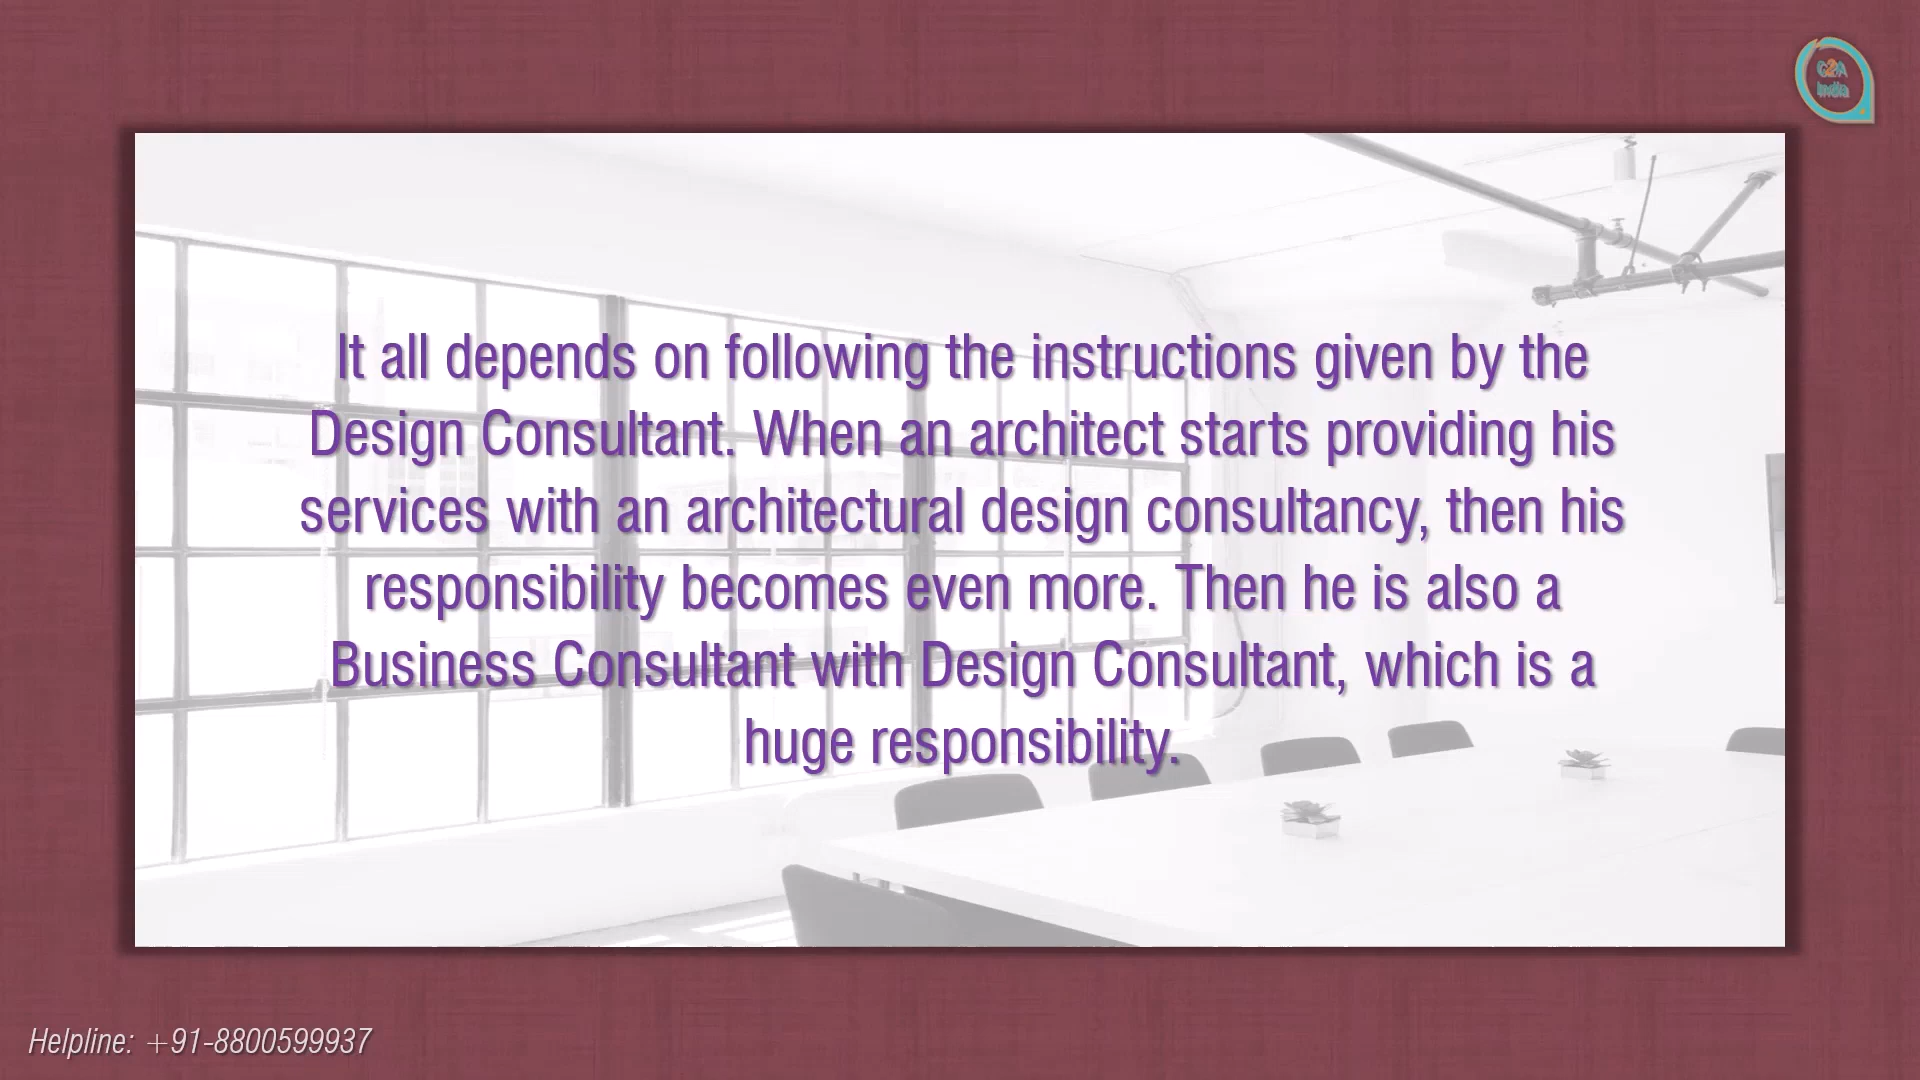 G2A
India
It all depends on following the instructions given by the
Design Consultant. When an architect starts providing his
services with an architectural design consultancy, then his
responsibility becomes even more. Then he is also a
Business Consultant with Design Consultant, which is a
huge responsibility.
Helpline: +91-8800599937